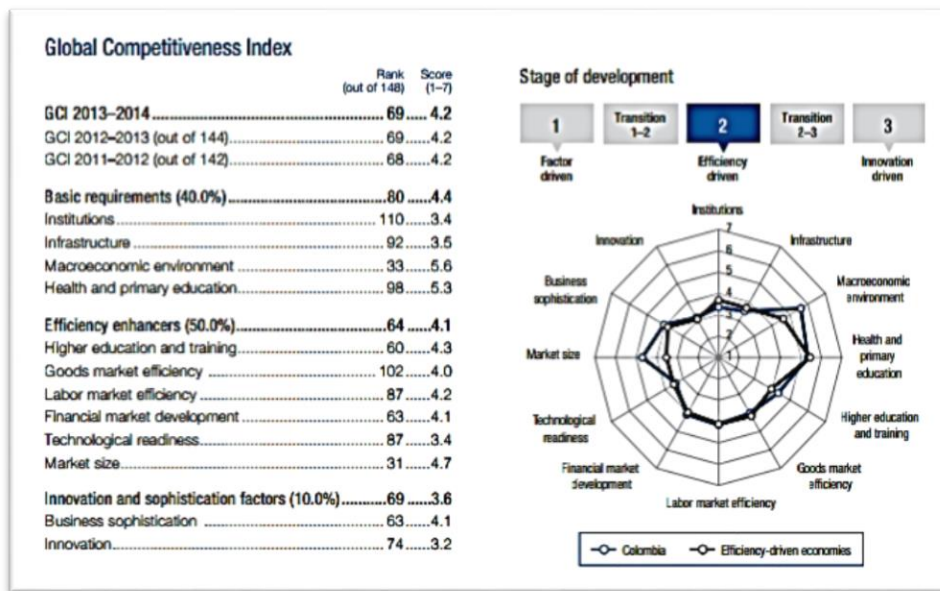 Global Competitiveness Index
Rank Score
(out of 148) (1–7)
GCI 2013–2014 69 4.2
GCI 2012–2013 (out of 144) 69 4.2
GCI 2011–2012 (out of 142) 68 4.2
Basic requirements (40.0%) 80 4.4
Institutions 110 3.4
Infrastructure 92 3.5
Macroeconomic environment 33 5.6
Health and primary education 98 5.3
Efficiency enhancers (50.0%) 64 4.1
Higher education and training 60 4.3
Goods market efficiency 102 4.0
Labor market efficiency 87 4.2
Financial market development 63 4.1
Technological readiness 87 3.4
Market size 31 4.7
Innovation and sophistication factors (10.0%) 69 3.6
Business sophistication 63 4.1
Innovation 74 3.2
Stage of development
1
Transition
1–2
2
Transition
2–3
3
Factor
driven
Efficiency
driven
Innovation
driven
Institutions
Infrastructure
Macroeconomic
environment
Health and
primary
education
Higher education
and training
Goods market
efficiency
Labor market efficiency
Financial market
development
Technological
readiness
Market size
Business
sophistication
Innovation
7
6
5
4
3
2
1
Colombia
Efficiency-driven economies